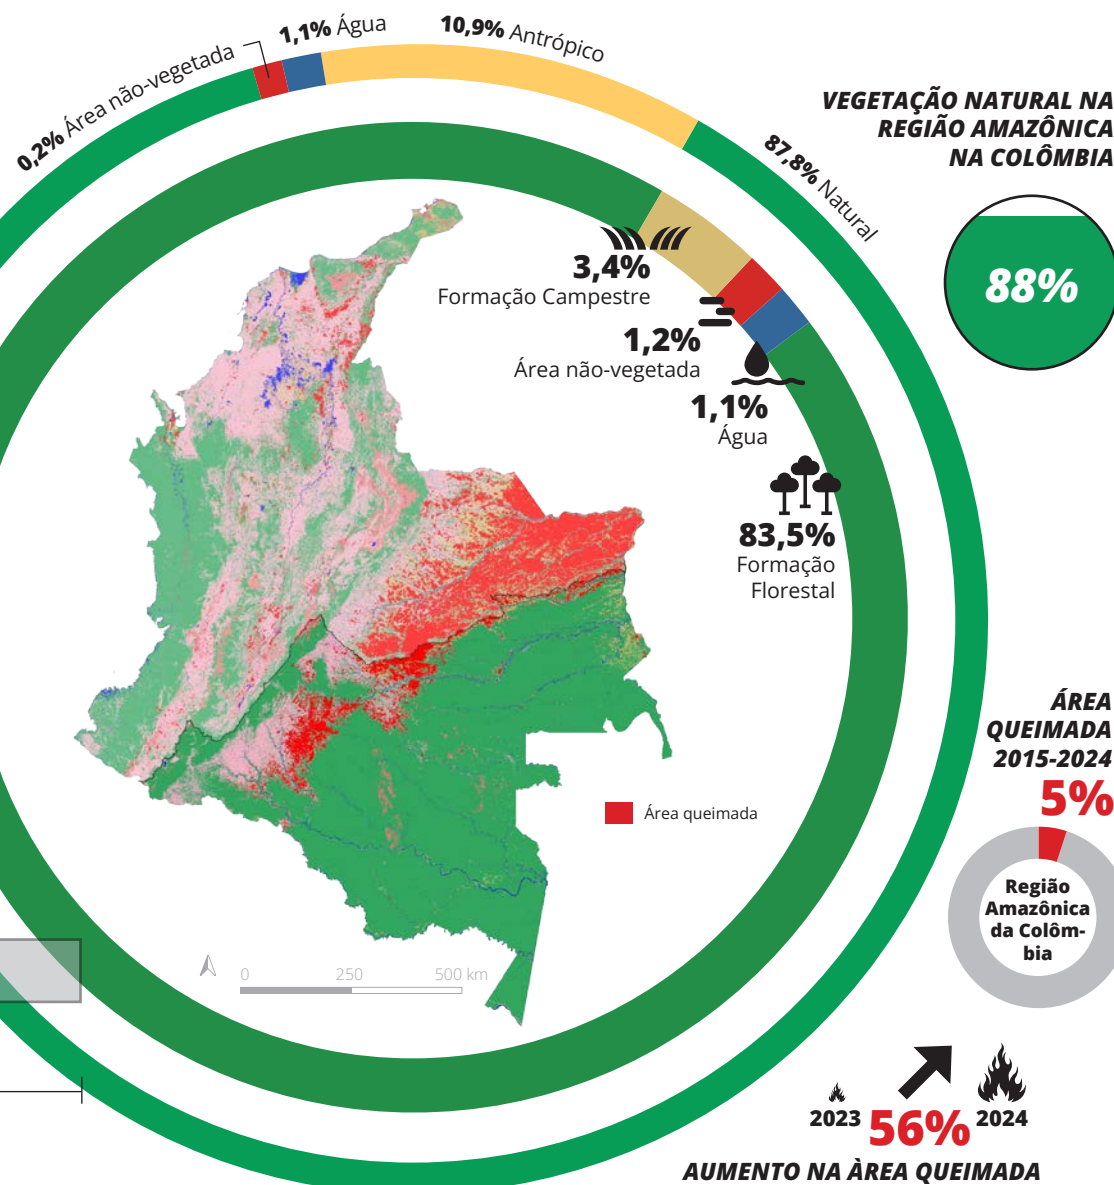 1,1% Água
10,9% Antrópico
0,2% Área não-vegetada
87,8% Natural
VEGETAÇÃO NATURAL NA
REGIÃO AMAZÔNICA
NA COLÔMBIA
88%
3,4%
Formação Campestre
1,2%
Área não-vegetada
1,1%
Água
83,5%
Formação
Florestal
ÁREA
QUEIMADA
2015-2024
5%
Região
Amazônica
da Colôm-
bia
Área queimada
0 250 500 km
2023 56% 2024
AUMENTO NA ÀREA QUEIMADA